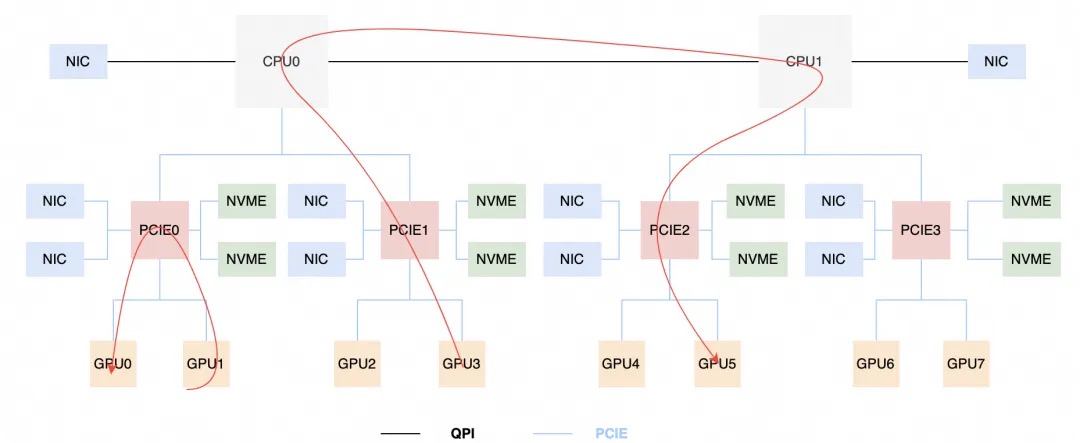 NIC CPU0 CPU1 NIC
NIC NVME NIC NVME NIC NVME NIC NVME
PCIE0 PCIE1 PCIE2 PCIE3
NIC NVME NIC NVME NIC NVME NIC NVME
GPU0 GPU1 GPU2 GPU3 GPU4 GPU5 GPU6 GPU7
QPI PCIE